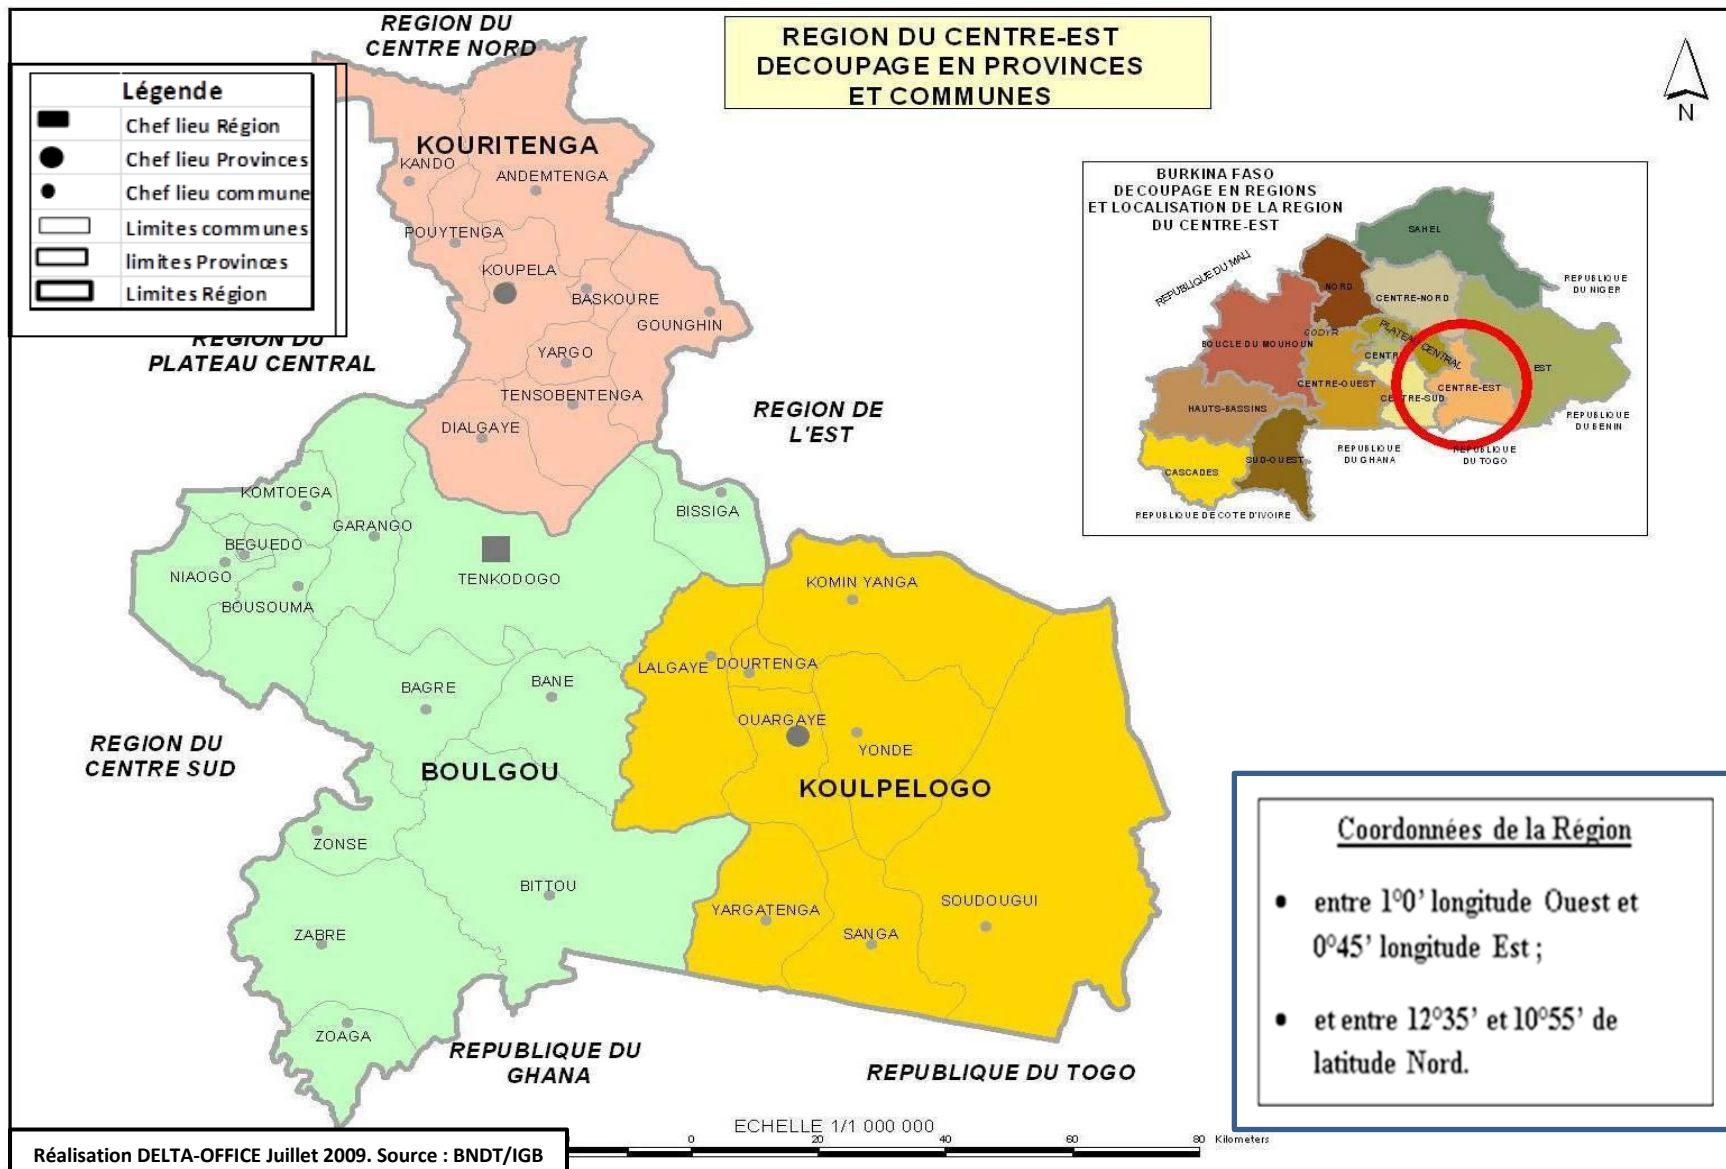 REGION DU
CENTRE NORD
REGION DU CENTRE-EST
DECOUPAGE EN PROVINCES
ET COMMUNES
N
Légende
Chef lieu Région
Chef lieu Provinces
Chef lieu commune
Limites communes
limites Provinces
Limites Région
KOURITENGA
KANDO
ANDEMTENGA
POUYTENGA
KOUPELA
BASKOURE
GOUNGHIN
YARGO
TENSOBENTENGA
DIALGAYE
REGION DU
PLATEAU CENTRAL
REGION DE
L'EST
BURKINA FASO
DECOUPAGE EN REGIONS
ET LOCALISATION DE LA REGION
DU CENTRE-EST
SAHEL
REPUBLIQUE DU MALI
REPUBLIQUE
DU NIGER
NORD
CENTRE-NORD
BOUCLE DU MOUHOUN
PLATEAU CENTRAL
CENTR
EST
CENTRE-OUEST
CENTRE-EST
CENTRE-SUD
HAUTS-BASSINS
REPUBLIQUE
DU BENIN
REPUBLIQUE
DU GHANA
REPUBLIQUE
DU TOGO
SUD-OUEST
CASCADES
REPUBLIQUE DE COTE D'IVOIRE
KOMTOEGA
GARANGO
BISSIGA
BEGUEDO
NIAOGO
TENKODOGO
BOUSOUMA
KOMIN YANGA
LALGAYE
DOURTENGA
BAGRE
BANE
OUARGAYE
YONDE
REGION DU
CENTRE SUD
BOULGOU
KOULPELOGO
ZONSE
BITTOU
YARGATENGA
SANGA
SOUDOUGUI
ZABRE
ZOAGA
REPUBLIQUE DU
GHANA
REPUBLIQUE DU TOGO
Coordonnées de la Région
• entre 1°0' longitude Ouest et
0°45' longitude Est ;
• et entre 12°35' et 10°55' de
latitude Nord.
ECHELLE 1/1 000 000
0 20 40 60 80 Kilometers
Réalisation DELTA-OFFICE Juillet 2009. Source : BNDT/IGB